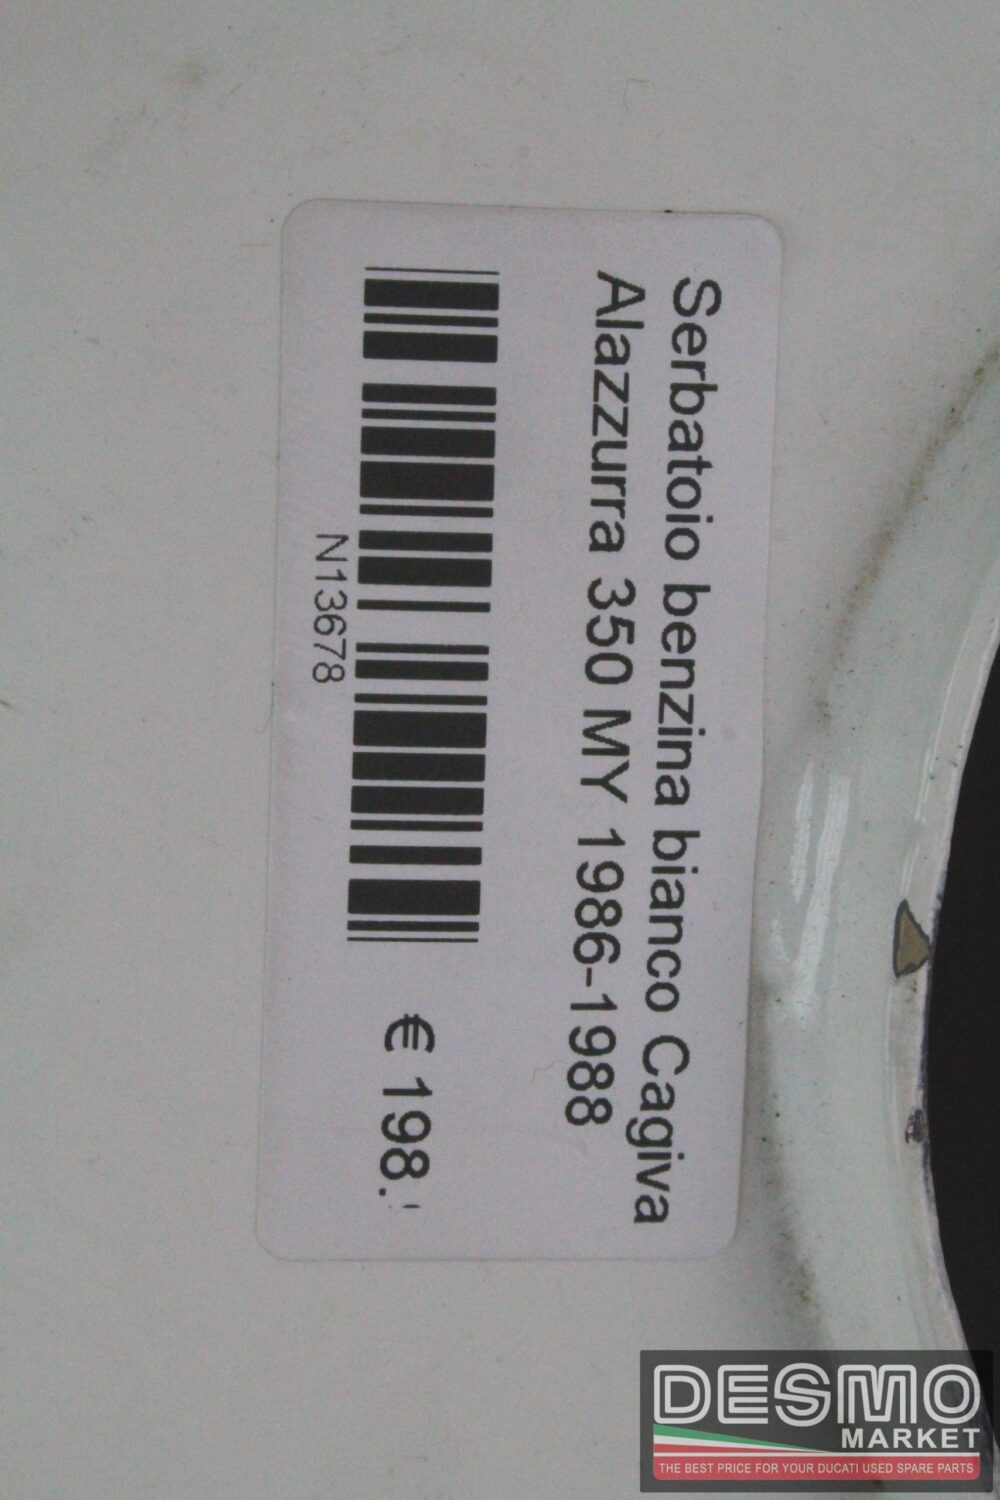 Serbatoio benzina bianco Cagiva
Alazzurra 350 MY 1986-1988
N13678
€ 198.
DESMO
MARKET
THE BEST PRICE FOR YOUR DUCATI USED SPARE PARTS